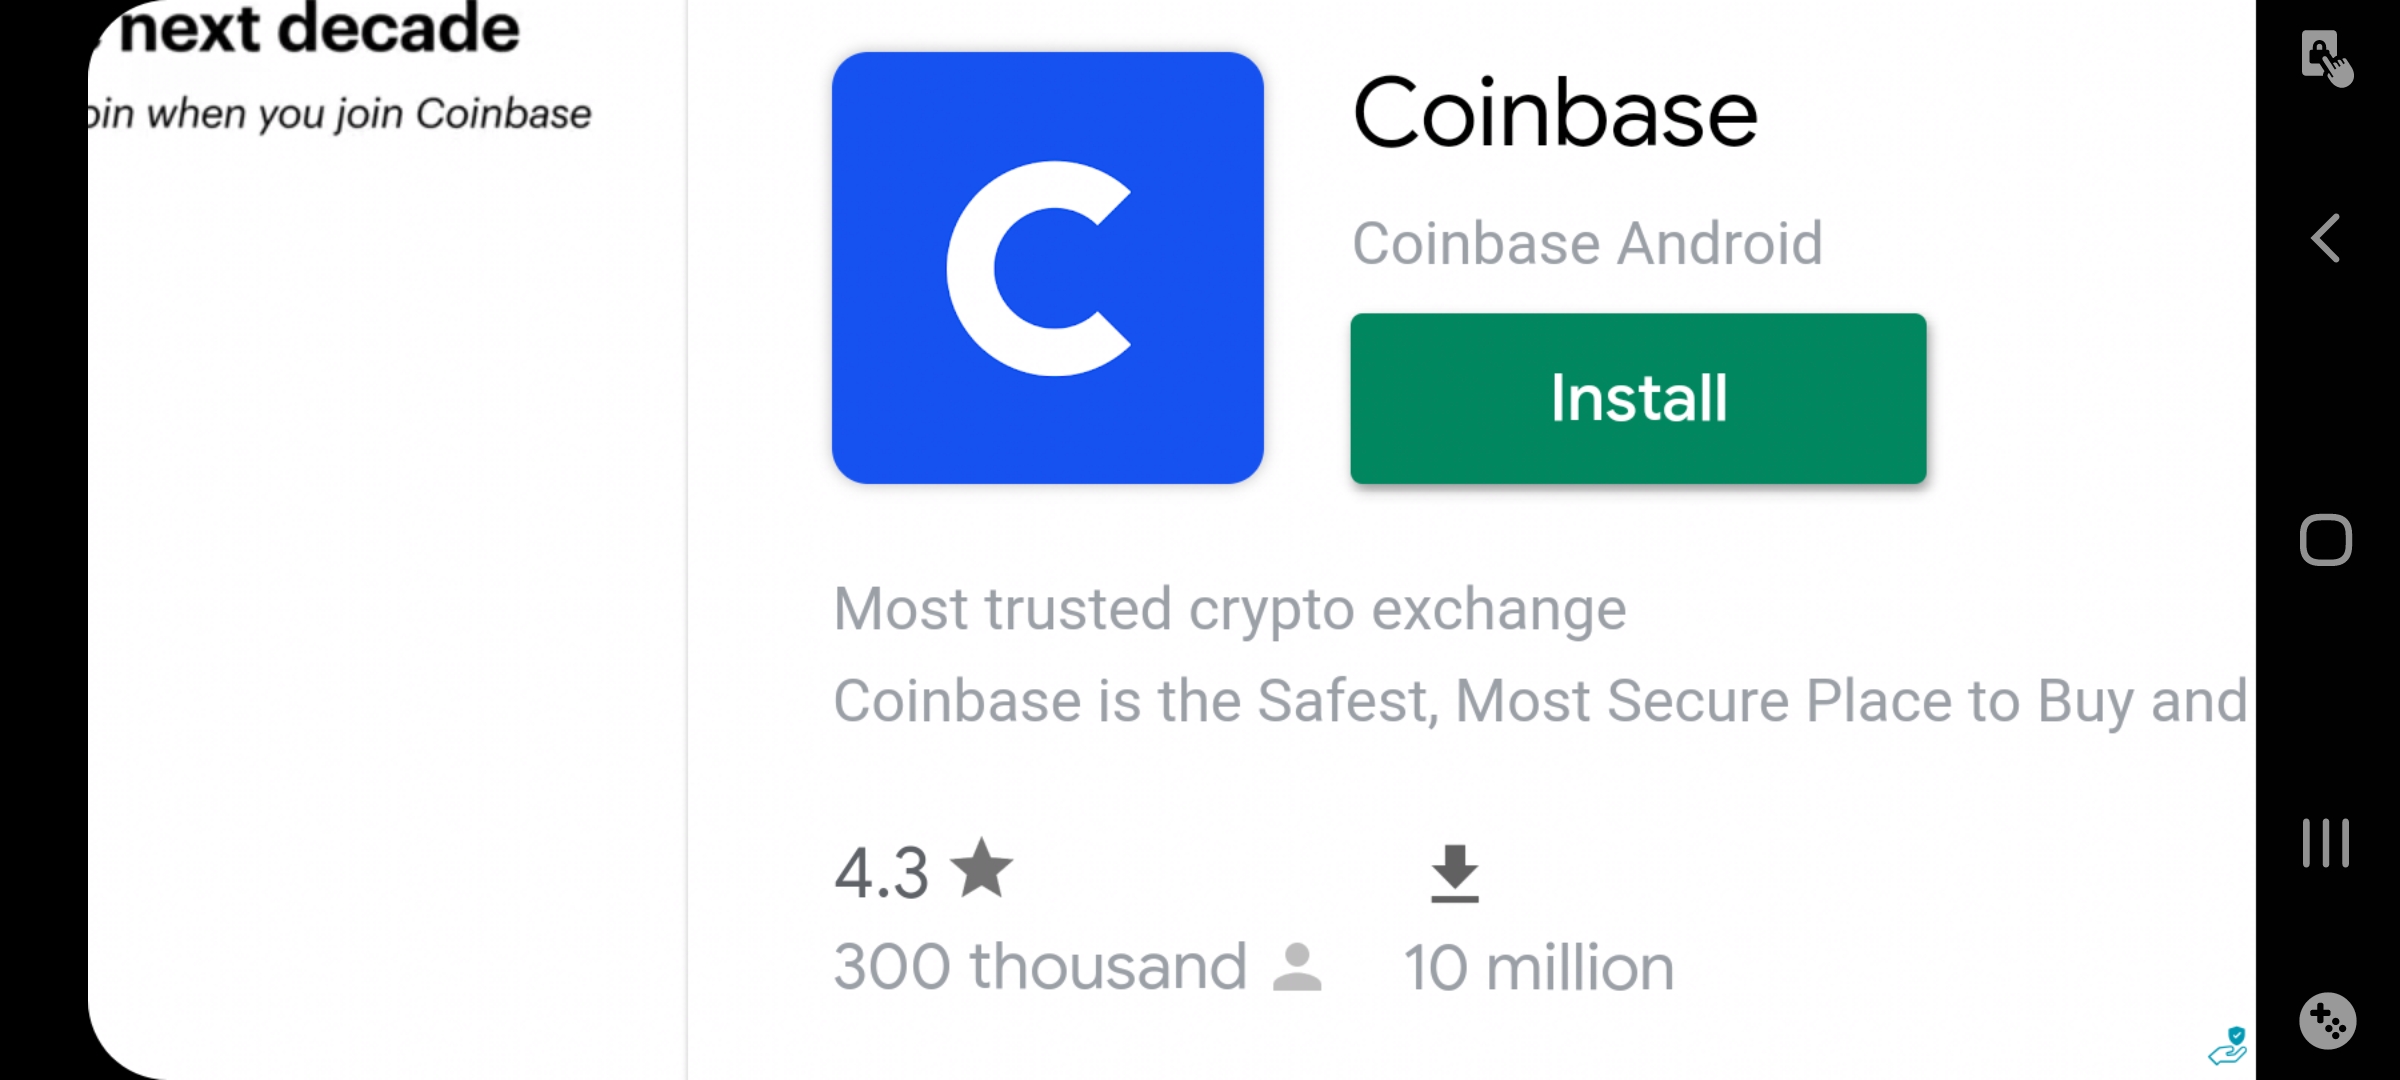 next decade
oin when you join Coinbase
C
Coinbase
Coinbase Android
Install
Most trusted crypto exchange
Coinbase is the Safest, Most Secure Place to Buy and
4.3
300 thousand
10 million